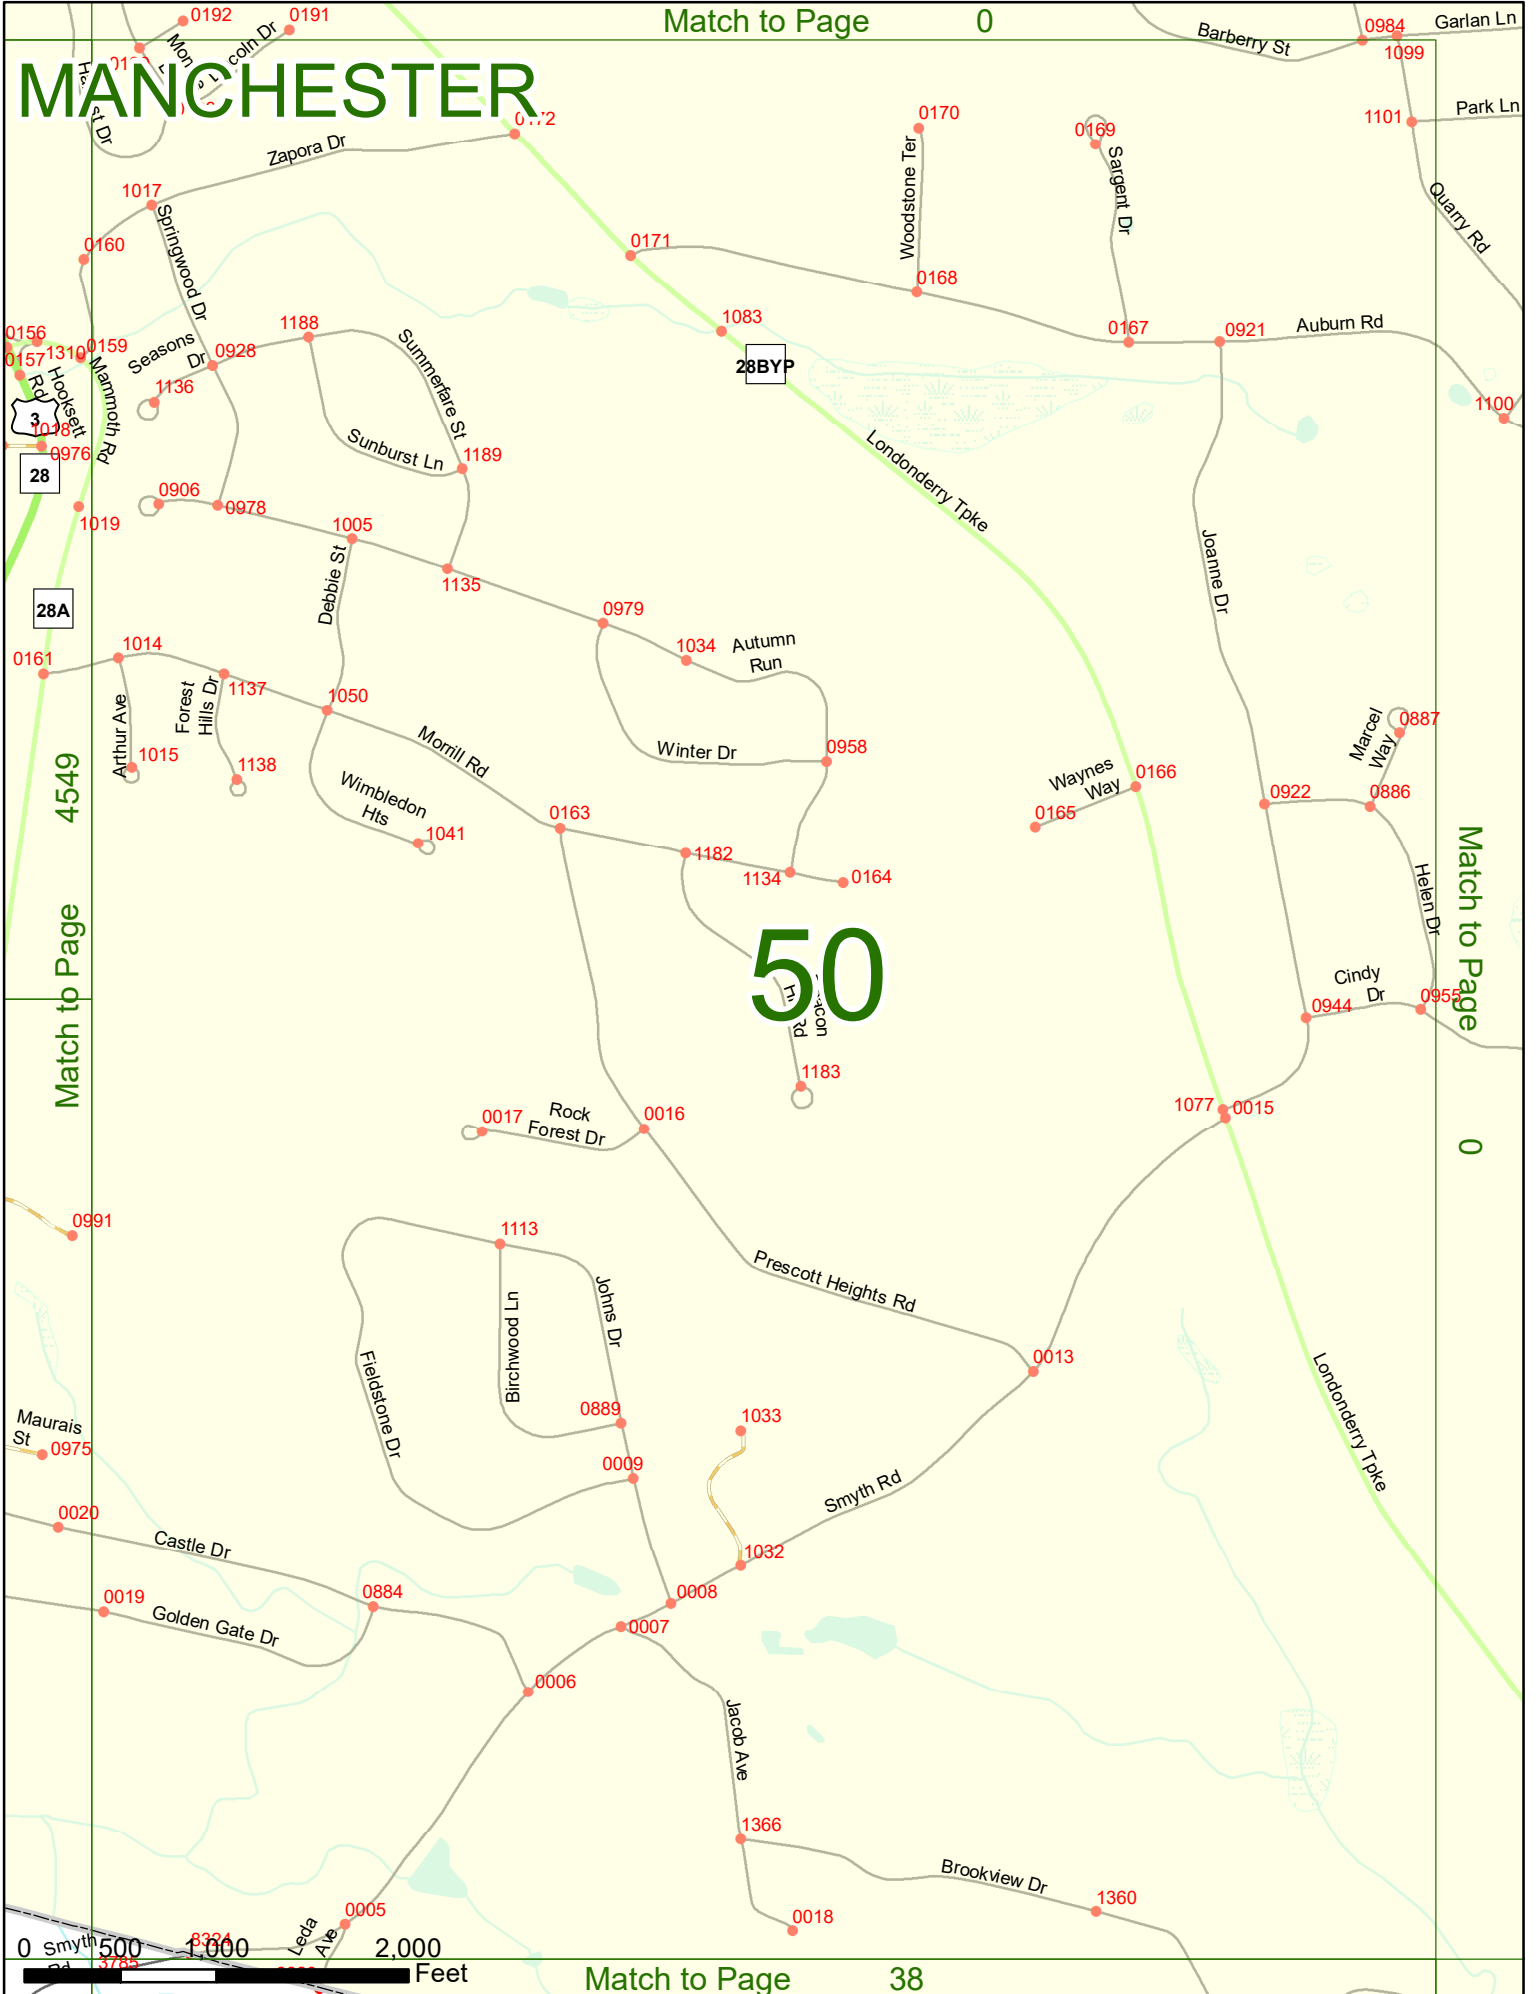 Match to Page 0
MANCHESTER
0192
0191
Lincoln Dr
0984
Garlan Ln
Barberry St
1099
1101
Park Ln
Quarry Rd
0172
Zapora Dr
0170
0169
Woodstone Ter
Sargent Dr
1017
0160
Springwood Dr
0171
0168
1083
0167
0921
Auburn Rd
28BYP
0156
0157
1310
0159
Hooksett
Rd
Mammoth Rd
Seasons
Dr
0928
1188
Summerfare St
1136
3
1018
0976
28
1100
Sunburst Ln
1189
Londonderry Tpke
0906
0978
1019
1005
1135
Debbie St
Joanne Dr
28A
0979
1034
Autumn
Run
0161
1014
1137
Arthur Ave
Forest
Hills Dr
1050
1015
1138
Morrill Rd
Winter Dr
0958
Wimbledon
Hts
1041
Waynes
Way
0166
0165
Marcel
Way
0887
0922
0886
4549
Match to Page
0163
1182
1134
0164
Helen Dr
Match to Page
0
50
Rd
Cindy
Dr
0944
0955
1183
1077
0015
0017
Rock
Forest Dr
0016
0991
1113
Prescott Heights Rd
Birchwood Ln
Johns Dr
Fieldstone Dr
0013
Londonderry Tpke
Maurais
St
0975
0889
1033
0009
Smyth Rd
0020
Castle Dr
1032
0019
Golden Gate Dr
0884
0008
0007
0006
Jacob Ave
1366
Brookview Dr
1360
0018
0005
Leda
Ave
8324
Smyth
Rd
3785
0 500 1,000 2,000
Feet
Match to Page 38